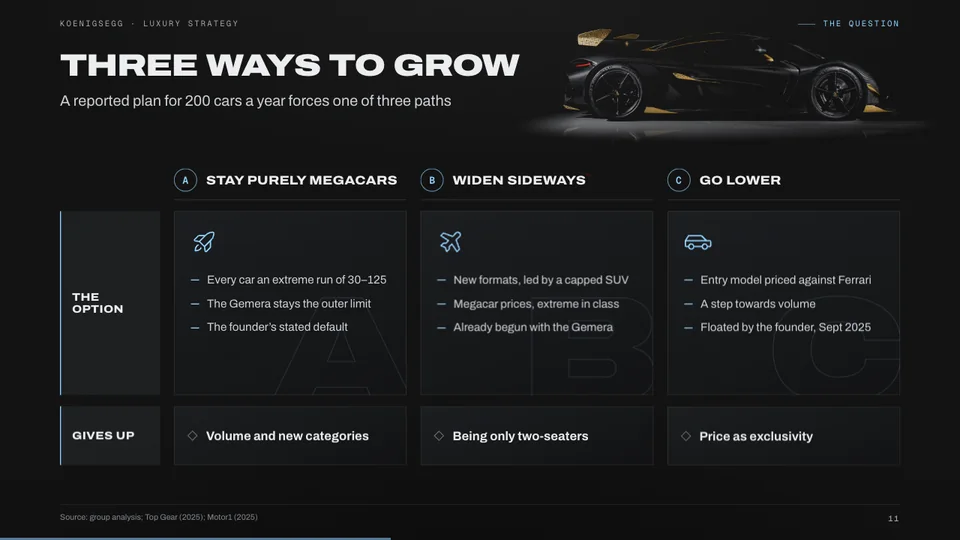 KOENIGSEGG · LUXURY STRATEGY
THE QUESTION
THREE WAYS TO GROW
A reported plan for 200 cars a year forces one of three paths
A STAY PURELY MEGACARS
B WIDEN SIDEWAYS
C GO LOWER
THE
OPTION
– Every car an extreme run of 30–125
– The Gemera stays the outer limit
– The founder’s stated default
A
– New formats, led by a capped SUV
– Megacar prices, extreme in class
– Already begun with the Gemera
B
– Entry model priced against Ferrari
– A step towards volume
– Floated by the founder, Sept 2025
C
GIVES UP
Volume and new categories
Being only two-seaters
Price as exclusivity
Source: group analysis; Top Gear (2025); Motor1 (2025)
11